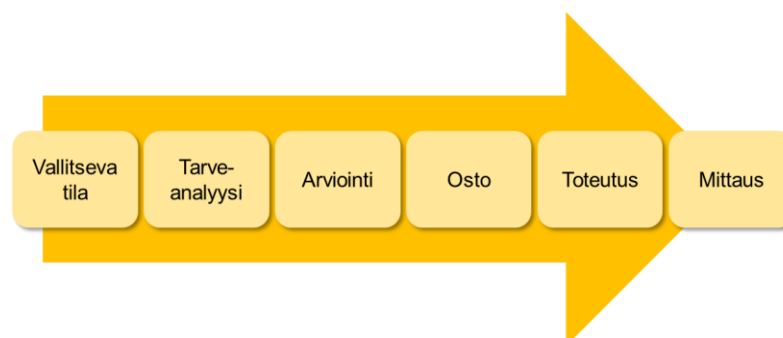 Vallitseva
tila
Tarve-
analyysi
Arviointi
Osto
Toteutus
Mittaus